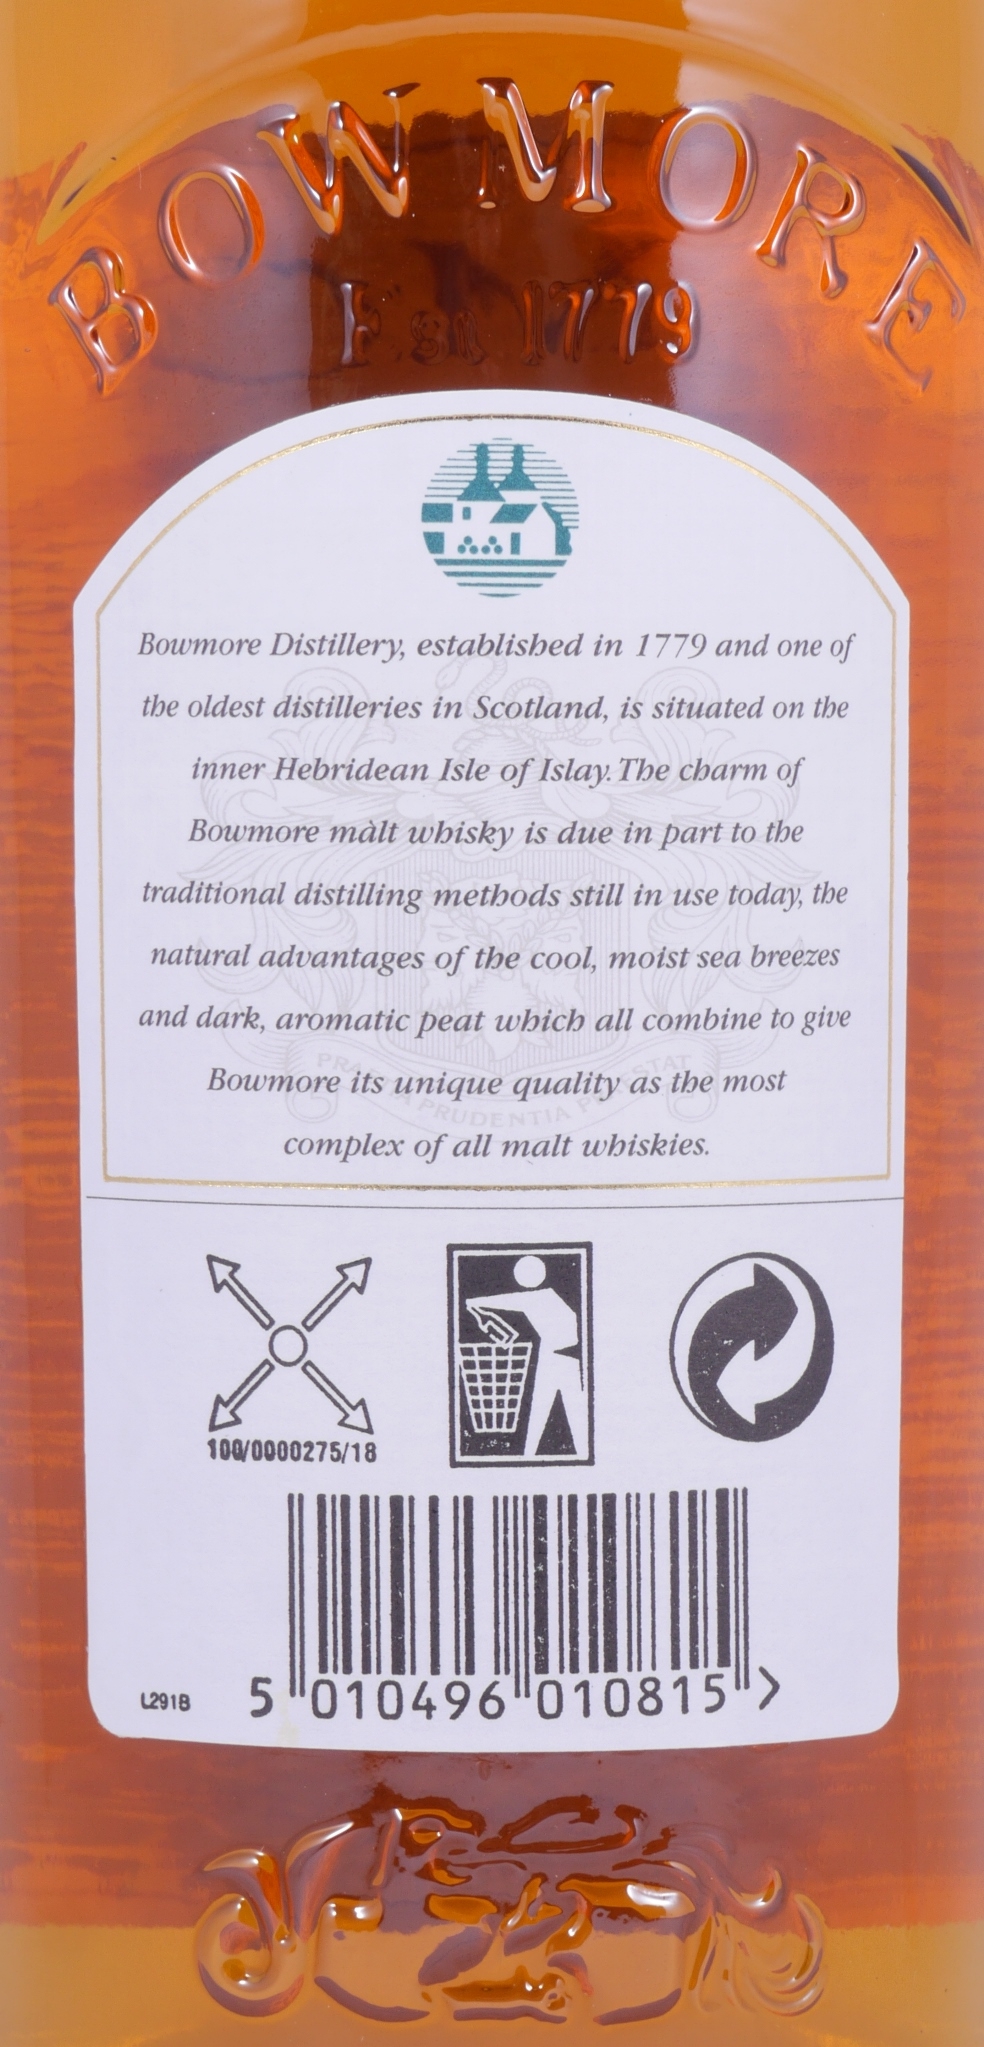 BOWMORE
Est 1779
Bowmore Distillery, established in 1779 and one of
the oldest distilleries in Scotland, is situated on the
inner Hebridean Isle of Islay. The charm of
Bowmore màlt whisky is due in part to the
traditional distilling methods still in use today, the
natural advantages of the cool, moist sea breezes
and dark, aromatic peat which all combine to give
Bowmore its unique quality as the most
complex of all malt whiskies.
PRUDENTIA
100/0000275/18
L291B
5 010496 010815 >